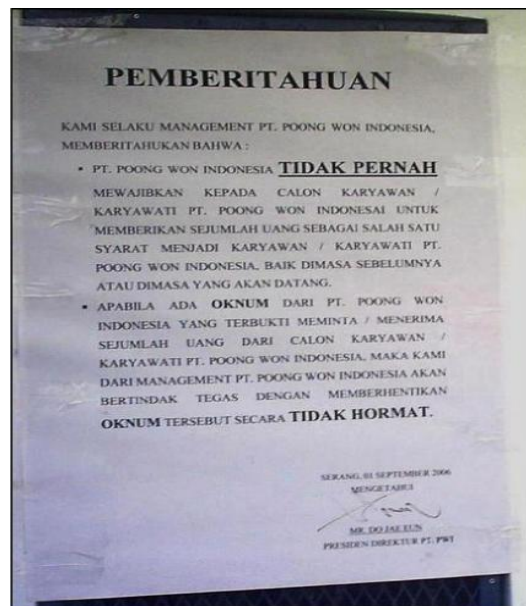 PEMBERITAHUAN
KAMI SELAKU MANAGEMENT PT. POONG WON INDONESIA,
MEMBERITAHUKAN BAHWA :
• PT. POONG WON INDONESIA TIDAK PERNAH
MEWAJIBKAN KEPADA CALON KARYAWAN /
KARYAWATI PT. POONG WON INDONESAI UNTUK
MEMBERIKAN SEJUMLAH UANG SEBAGAI SALAH SATU
SYARAT MENJADI KARYAWAN / KARYAWATI PT.
POONG WON INDONESIA, BAIK DIMASA SEBELUMNYA
ATAU DIMASA YANG AKAN DATANG.
• APABILA ADA OKNUM DARI PT. POONG WON
INDONESIA YANG TERBUKTI MEMINTA / MENERIMA
SEJUMLAH UANG DARI CALON KARYAWAN /
KARYAWATI PT. POONG WON INDONESIA, MAKA KAMI
DARI MANAGEMENT PT. POONG WON INDONESIA AKAN
BERTINDAK TEGAS DENGAN MEMBERHENTIKAN
OKNUM TERSEBUT SECARA TIDAK HORMAT.
SERANG, 01 SEPTEMBER 2006
MENGETAHUI
MR. DO JAE EUN
PRESIDEN DIREKTUR PT. PWI